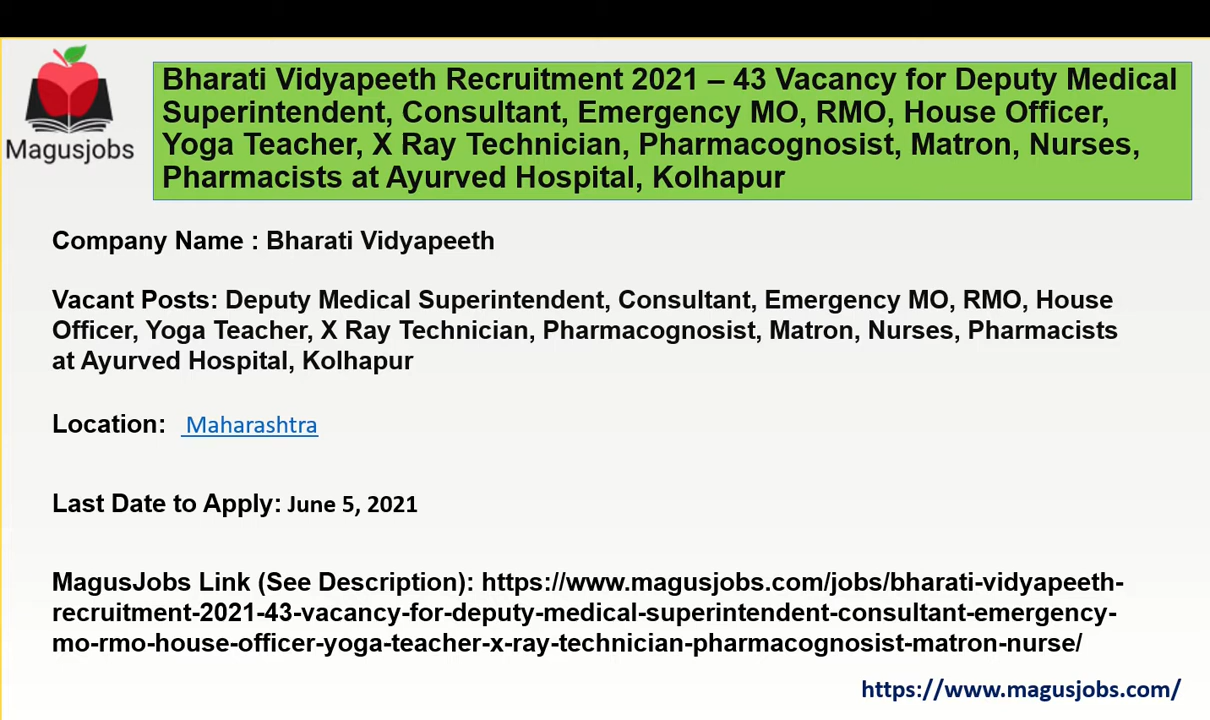 Magusjobs
Bharati Vidyapeeth Recruitment 2021 – 43 Vacancy for Deputy Medical
Superintendent, Consultant, Emergency MO, RMO, House Officer,
Yoga Teacher, X Ray Technician, Pharmacognosist, Matron, Nurses,
Pharmacists at Ayurved Hospital, Kolhapur
Company Name : Bharati Vidyapeeth
Vacant Posts: Deputy Medical Superintendent, Consultant, Emergency MO, RMO, House
Officer, Yoga Teacher, X Ray Technician, Pharmacognosist, Matron, Nurses, Pharmacists
at Ayurved Hospital, Kolhapur
Location: Maharashtra
Last Date to Apply: June 5, 2021
MagusJobs Link (See Description): https://www.magusjobs.com/jobs/bharati-vidyapeeth-
recruitment-2021-43-vacancy-for-deputy-medical-superintendent-consultant-emergency-
mo-rmo-house-officer-yoga-teacher-x-ray-technician-pharmacognosist-matron-nurse/
https://www.magusjobs.com/